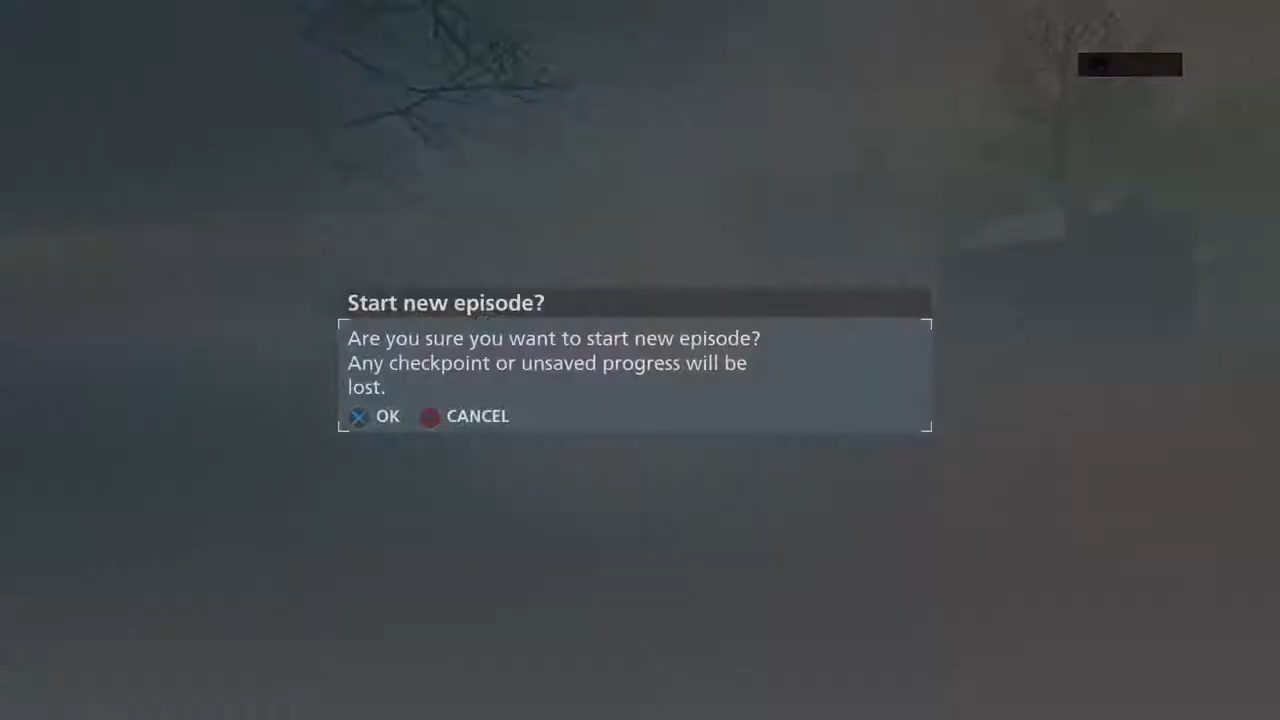 Start new episode?
Are you sure you want to start new episode?
Any checkpoint or unsaved progress will be
lost.
OK CANCEL